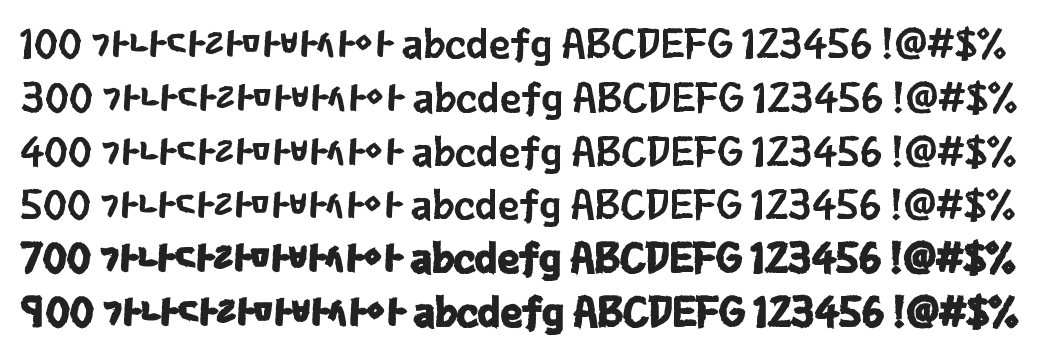 100 가나다라마바사아 abcdefg ABCDEFG 123456 !@#$%
300 가나다라마바사아 abcdefg ABCDEFG 123456 !@#$%
400 가나다라마바사아 abcdefg ABCDEFG 123456 !@#$%
500 가나다라마바사아 abcdefg ABCDEFG 123456 !@#$%
700 가나다라마바사아 abcdefg ABCDEFG 123456 !@#$%
900 가나다라마바사아 abcdefg ABCDEFG 123456 !@#$%